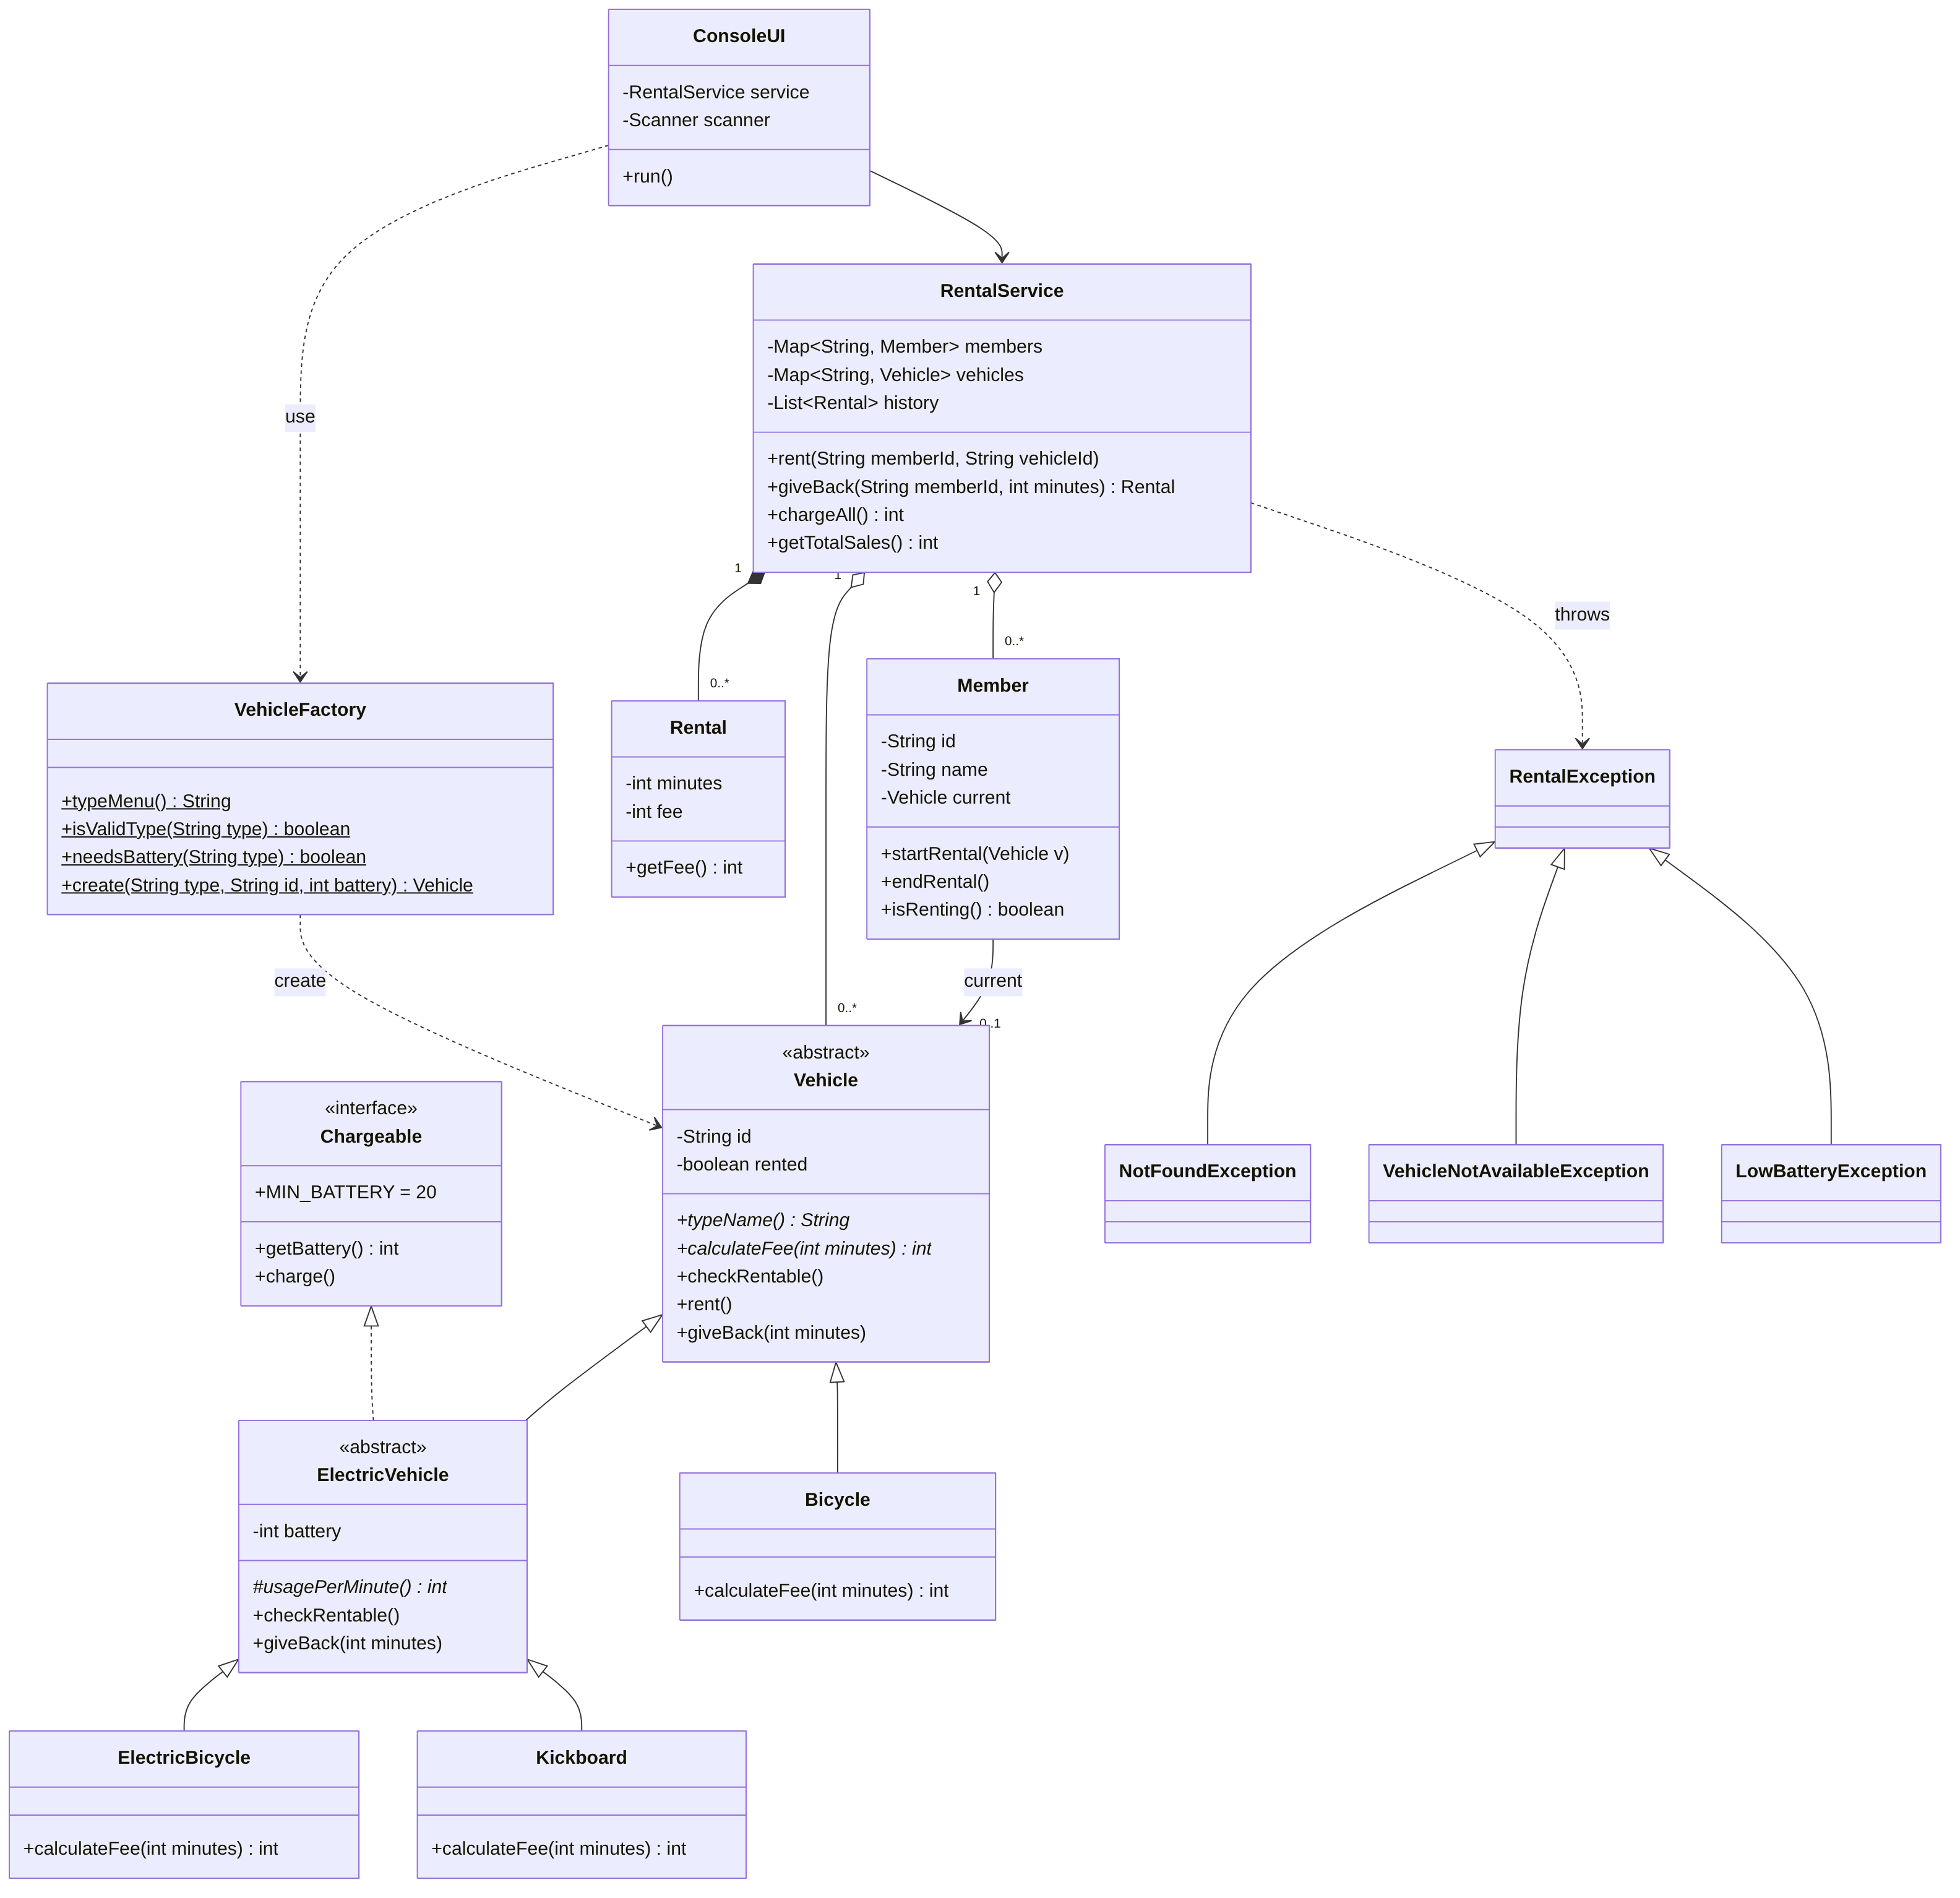 ConsoleUI
-RentalService service
-Scanner scanner
+run()
use
RentalService
-Map<String, Member> members
-Map<String, Vehicle> vehicles
-List<Rental> history
+rent(String memberId, String vehicleId)
+giveBack(String memberId, int minutes) : Rental
+chargeAll() : int
+getTotalSales() : int
1
1
1
throws
0..*
0..*
VehicleFactory
+typeMenu() : String
+isValidType(String type) : boolean
+needsBattery(String type) : boolean
+create(String type, String id, int battery) : Vehicle
Rental
-int minutes
-int fee
+getFee() : int
Member
-String id
-String name
-Vehicle current
+startRental(Vehicle v)
+endRental()
+isRenting() : boolean
RentalException
create
current
0..*
0..1
«interface»
Chargeable
+MIN_BATTERY = 20
+getBattery() : int
+charge()
«abstract»
Vehicle
-String id
-boolean rented
+typeName() : String
+calculateFee(int minutes) : int
+checkRentable()
+rent()
+giveBack(int minutes)
NotFoundException
VehicleNotAvailableException
LowBatteryException
«abstract»
ElectricVehicle
-int battery
#usagePerMinute() : int
+checkRentable()
+giveBack(int minutes)
Bicycle
+calculateFee(int minutes) : int
ElectricBicycle
+calculateFee(int minutes) : int
Kickboard
+calculateFee(int minutes) : int